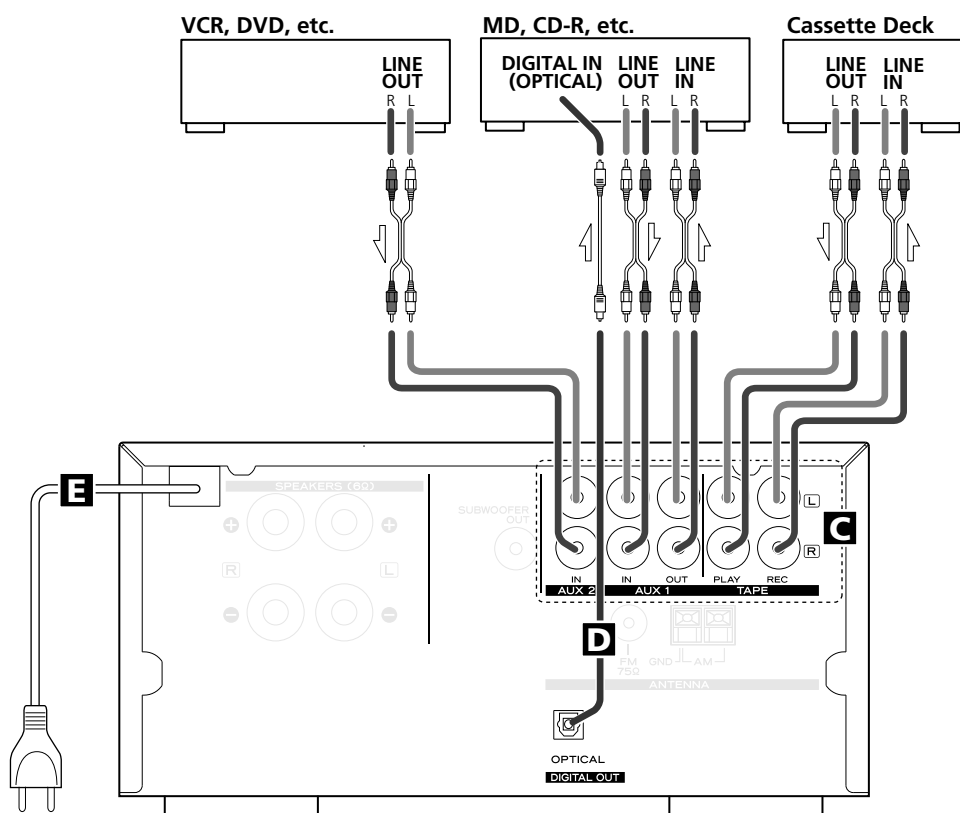 VCR, DVD, etc.
MD, CD-R, etc.
Cassette Deck
LINE OUT
R L
DIGITAL IN (OPTICAL)
LINE OUT
L R
LINE IN
L R
LINE OUT
L R
LINE IN
L R
E
SPEAKERS (6Ω)
+ +
R L
– –
SUBWOOFER OUT
L
C
R
IN IN OUT PLAY REC
AUX 2 AUX 1 TAPE
D
FM 75Ω
GND AM
ANTENNA
OPTICAL
DIGITAL OUT